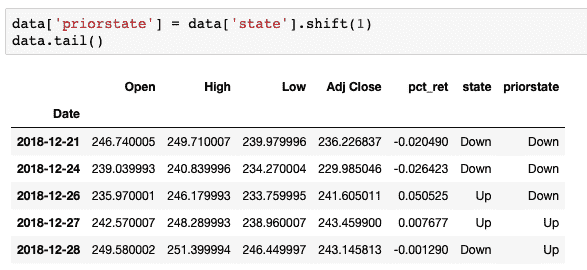 data['priorstate'] = data['state'].shift(1)
data.tail()
Open High Low Adj Close pct_ret state priorstate
Date
2018-12-21 246.740005 249.710007 239.979996 236.226837 -0.020490 Down Down
2018-12-24 239.039993 240.839996 234.270004 229.985046 -0.026423 Down Down
2018-12-26 235.970001 246.179993 233.759995 241.605011 0.050525 Up Down
2018-12-27 242.570007 248.289993 238.960007 243.459900 0.007677 Up Up
2018-12-28 249.580002 251.399994 246.449997 243.145813 -0.001290 Down Up